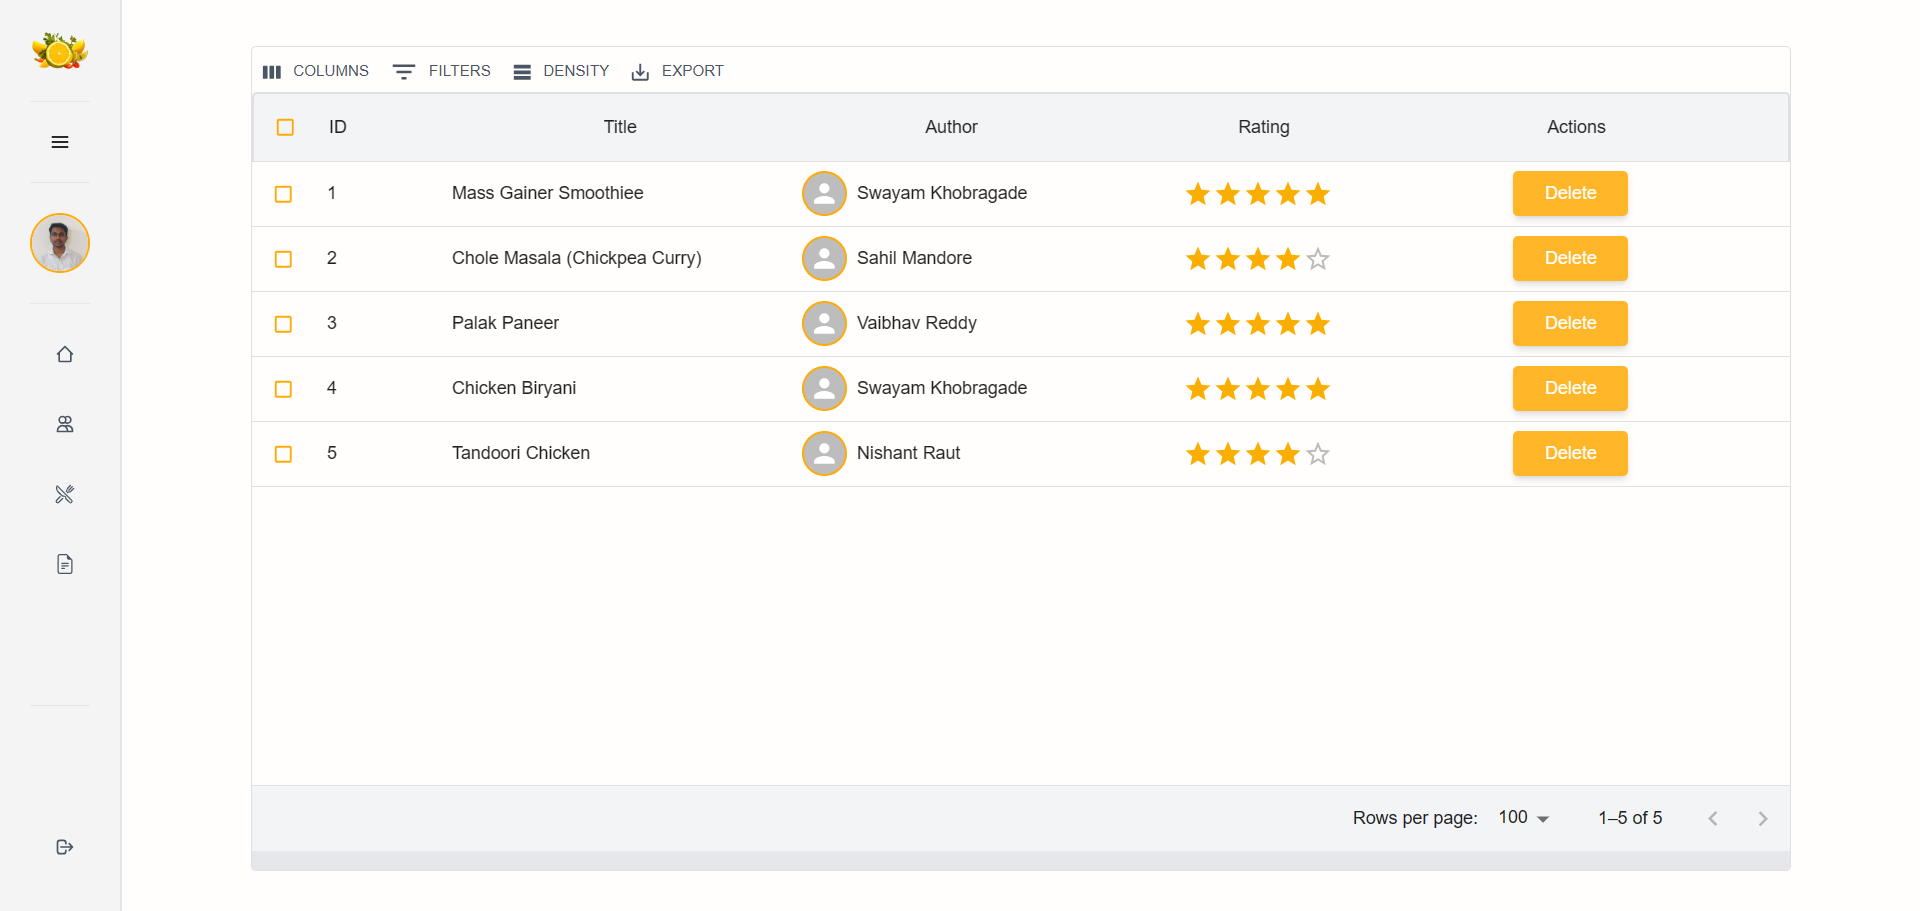 COLUMNS FILTERS DENSITY EXPORT
ID Title Author Rating Actions
1 Mass Gainer Smoothiee Swayam Khobragade Delete
2 Chole Masala (Chickpea Curry) Sahil Mandore Delete
3 Palak Paneer Vaibhav Reddy Delete
4 Chicken Biryani Swayam Khobragade Delete
5 Tandoori Chicken Nishant Raut Delete
Rows per page: 100 1–5 of 5